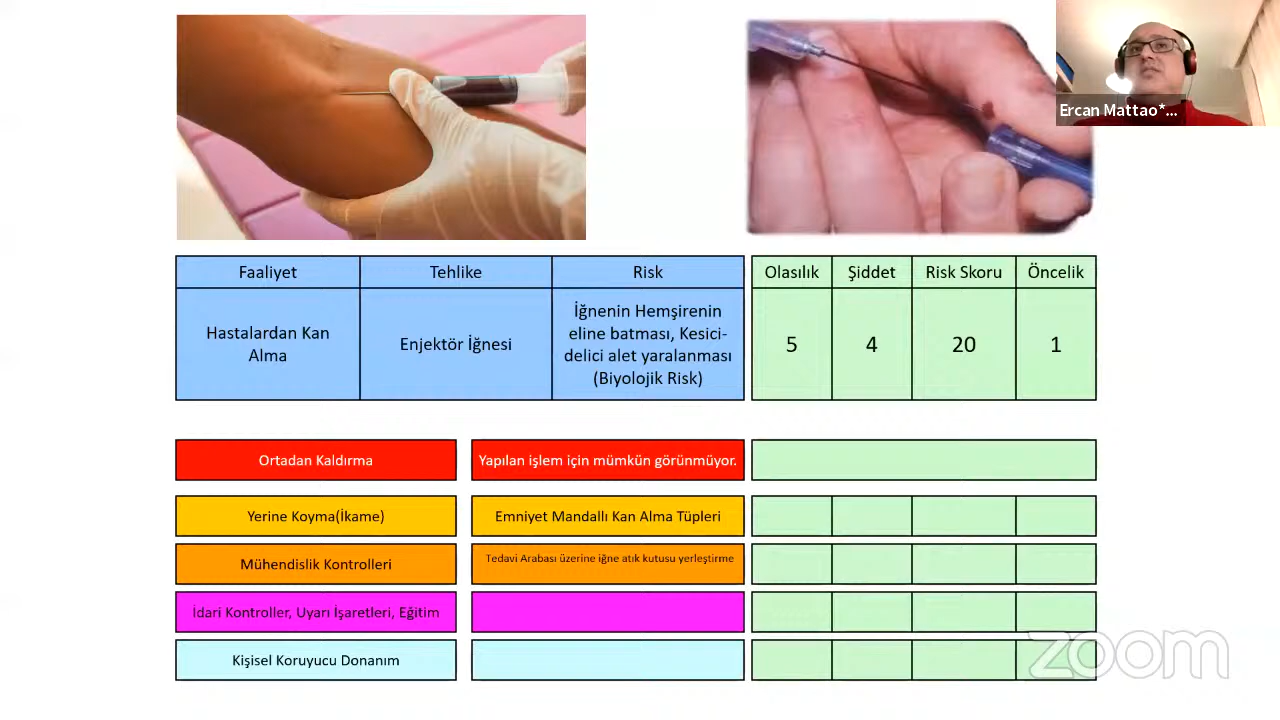 Ercan Mattao*...
Faaliyet
Tehlike
Risk
Olasılık
Şiddet
Risk Skoru
Öncelik
Hastalardan Kan
Alma
Enjektör İğnesi
İğnenin Hemşirenin
eline batması, Kesici-
delici alet yaralanması
(Biyolojik Risk)
5
4
20
1
Ortadan Kaldırma
Yapılan işlem için mümkün görünmüyor.
Yerine Koyma(İkame)
Emniyet Mandallı Kan Alma Tüpleri
Mühendislik Kontrolleri
Tedavi Arabası üzerine iğne atık kutusu yerleştirme
İdari Kontroller, Uyarı İşaretleri, Eğitim
Kişisel Koruyucu Donanım
zoom